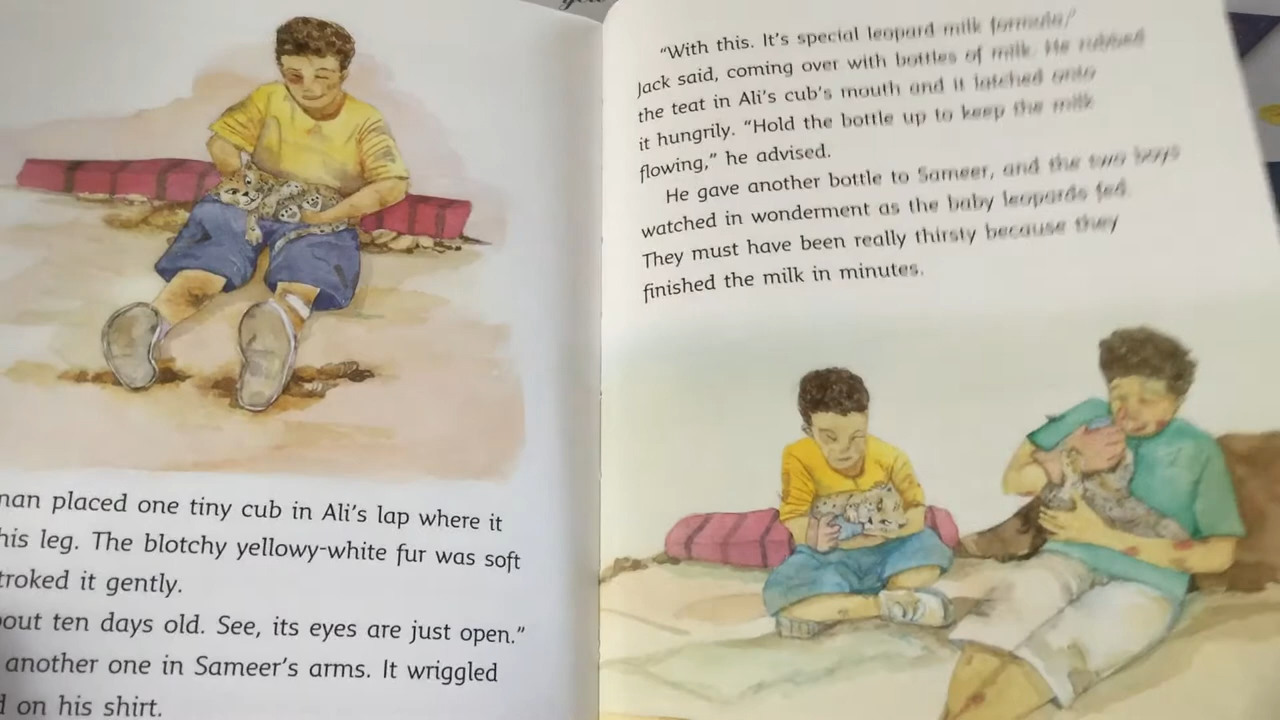 placed one tiny cub in Ali's lap where it
his leg. The blotchy yellowy-white fur was soft
it gently.
ten days old. See, its eyes are just open."
another one in Sameer's arms. It wriggled
on his shirt.
"With this. It's special leopard milk formula,"
Jack said, coming over with bottles of milk. He rubbed
the teat in Ali's cub's mouth and it latched onto
it hungrily. "Hold the bottle up to keep the milk
flowing," he advised.
He gave another bottle to Sameer, and the two boys
watched in wonderment as the baby leopards fed.
They must have been really thirsty because they
finished the milk in minutes.